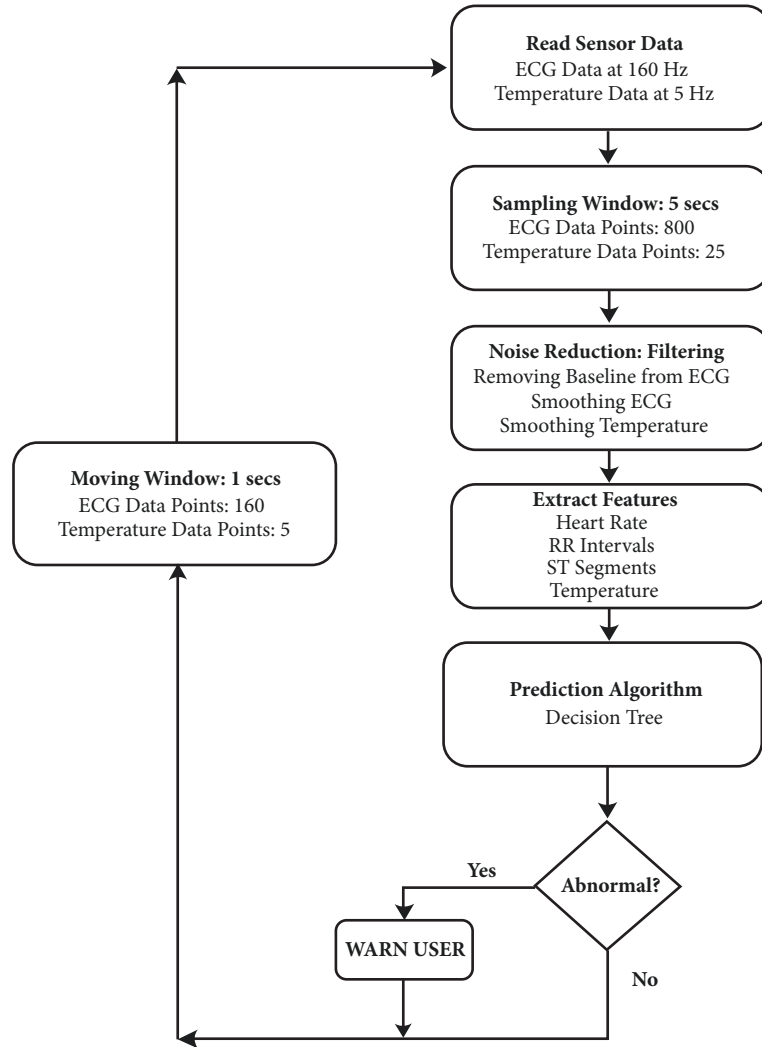 Read Sensor Data
ECG Data at 160 Hz
Temperature Data at 5 Hz
Sampling Window: 5 secs
ECG Data Points: 800
Temperature Data Points: 25
Noise Reduction: Filtering
Removing Baseline from ECG
Smoothing ECG
Smoothing Temperature
Moving Window: 1 secs
ECG Data Points: 160
Temperature Data Points: 5
Extract Features
Heart Rate
RR Intervals
ST Segments
Temperature
Prediction Algorithm
Decision Tree
Abnormal?
Yes
WARN USER
No